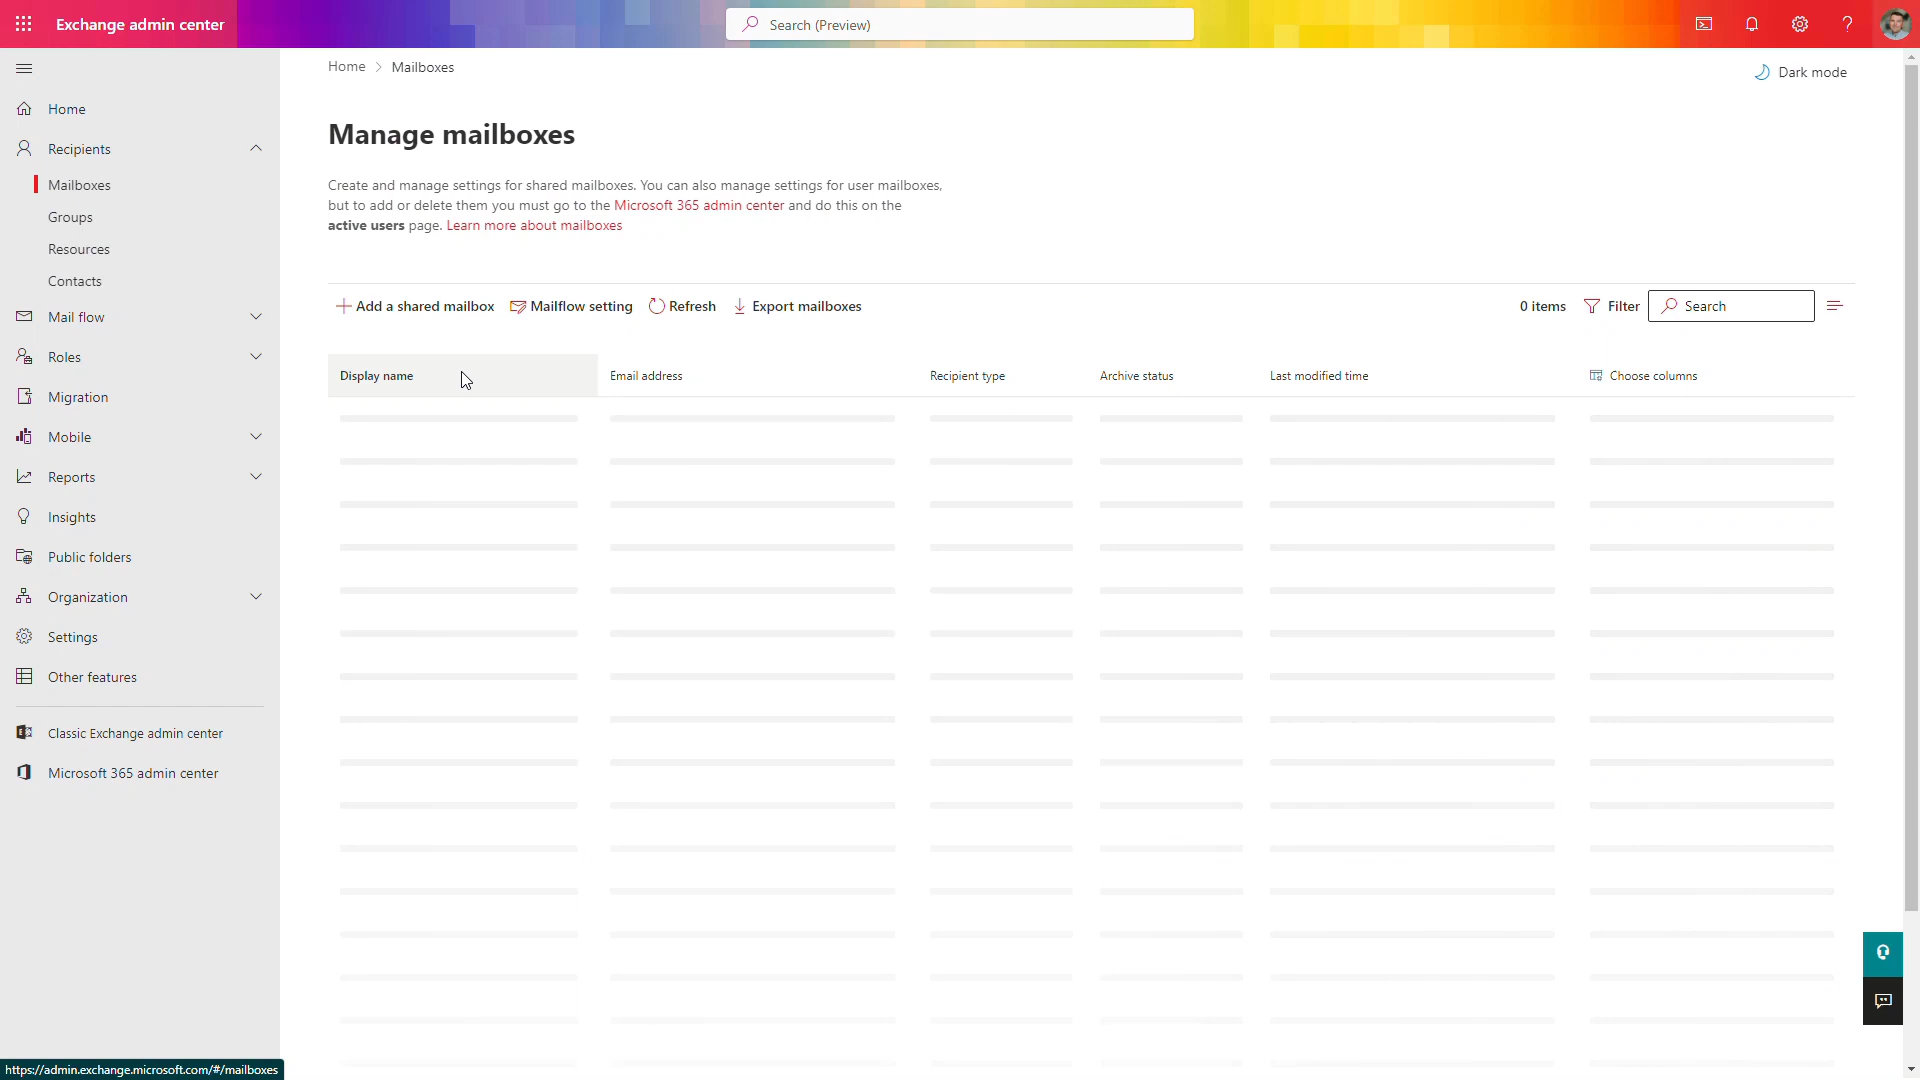 Exchange admin center
Search (Preview)
Home > Mailboxes
Dark mode
Home
Recipients
Mailboxes
Groups
Resources
Contacts
Mail flow
Roles
Migration
Mobile
Reports
Insights
Public folders
Organization
Settings
Other features
Classic Exchange admin center
Microsoft 365 admin center
Manage mailboxes
Create and manage settings for shared mailboxes. You can also manage settings for user mailboxes,
but to add or delete them you must go to the Microsoft 365 admin center and do this on the
active users page. Learn more about mailboxes
Add a shared mailbox Mailflow setting Refresh Export mailboxes 0 items Filter Search
Display name Email address Recipient type Archive status Last modified time Choose columns
https://admin.exchange.microsoft.com/#/mailboxes